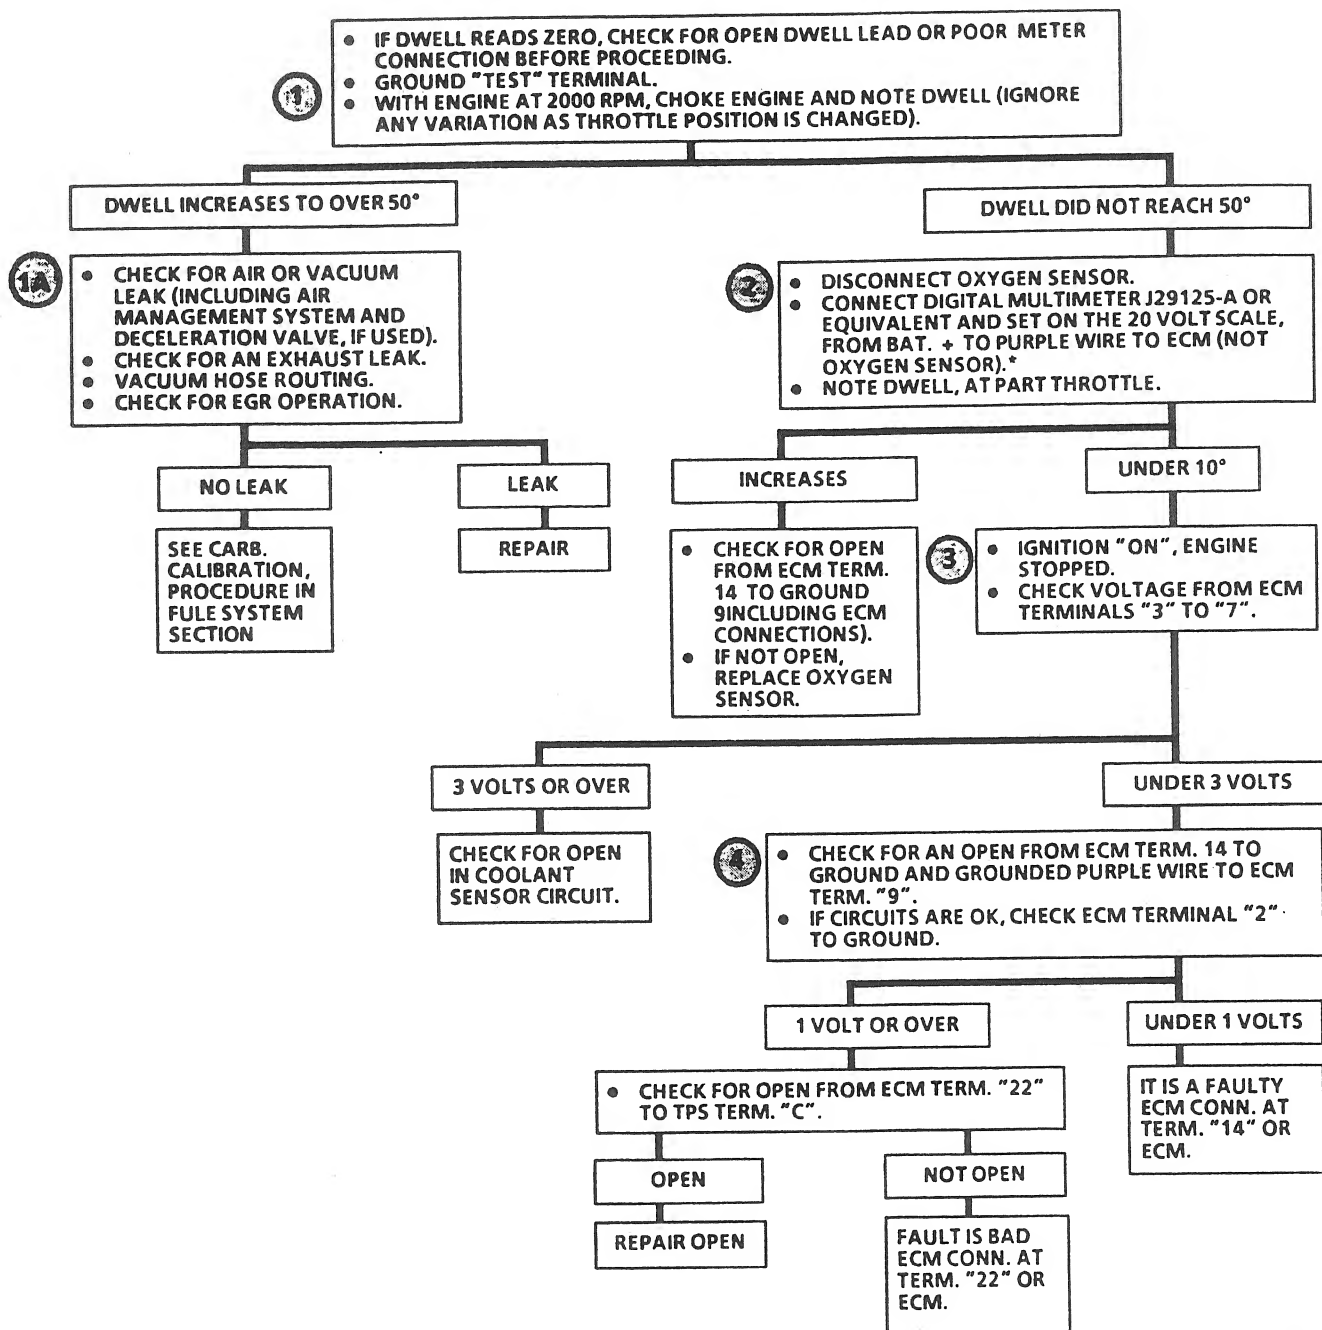 1
• IF DWELL READS ZERO, CHECK FOR OPEN DWELL LEAD OR POOR METER
CONNECTION BEFORE PROCEEDING.
• GROUND "TEST" TERMINAL.
• WITH ENGINE AT 2000 RPM, CHOKE ENGINE AND NOTE DWELL (IGNORE
ANY VARIATION AS THROTTLE POSITION IS CHANGED).
DWELL INCREASES TO OVER 50°
DWELL DID NOT REACH 50°
1A
• CHECK FOR AIR OR VACUUM
LEAK (INCLUDING AIR
MANAGEMENT SYSTEM AND
DECELERATION VALVE, IF USED).
• CHECK FOR AN EXHAUST LEAK.
• VACUUM HOSE ROUTING.
• CHECK FOR EGR OPERATION.
2
• DISCONNECT OXYGEN SENSOR.
• CONNECT DIGITAL MULTIMETER J29125-A OR
EQUIVALENT AND SET ON THE 20 VOLT SCALE,
FROM BAT. + TO PURPLE WIRE TO ECM (NOT
OXYGEN SENSOR).*
• NOTE DWELL, AT PART THROTTLE.
NO LEAK
LEAK
INCREASES
UNDER 10°
SEE CARB.
CALIBRATION,
PROCEDURE IN
FULE SYSTEM
SECTION
REPAIR
• CHECK FOR OPEN
FROM ECM TERM.
14 TO GROUND
9INCLUDING ECM
CONNECTIONS).
• IF NOT OPEN,
REPLACE OXYGEN
SENSOR.
3
• IGNITION "ON", ENGINE
STOPPED.
• CHECK VOLTAGE FROM ECM
TERMINALS "3" TO "7".
3 VOLTS OR OVER
UNDER 3 VOLTS
CHECK FOR OPEN
IN COOLANT
SENSOR CIRCUIT.
4
• CHECK FOR AN OPEN FROM ECM TERM. 14 TO
GROUND AND GROUNDED PURPLE WIRE TO ECM
TERM. "9".
• IF CIRCUITS ARE OK, CHECK ECM TERMINAL "2"
TO GROUND.
1 VOLT OR OVER
UNDER 1 VOLTS
• CHECK FOR OPEN FROM ECM TERM. "22"
TO TPS TERM. "C".
IT IS A FAULTY
ECM CONN. AT
TERM. "14" OR
ECM.
OPEN
NOT OPEN
REPAIR OPEN
FAULT IS BAD
ECM CONN. AT
TERM. "22" OR
ECM.